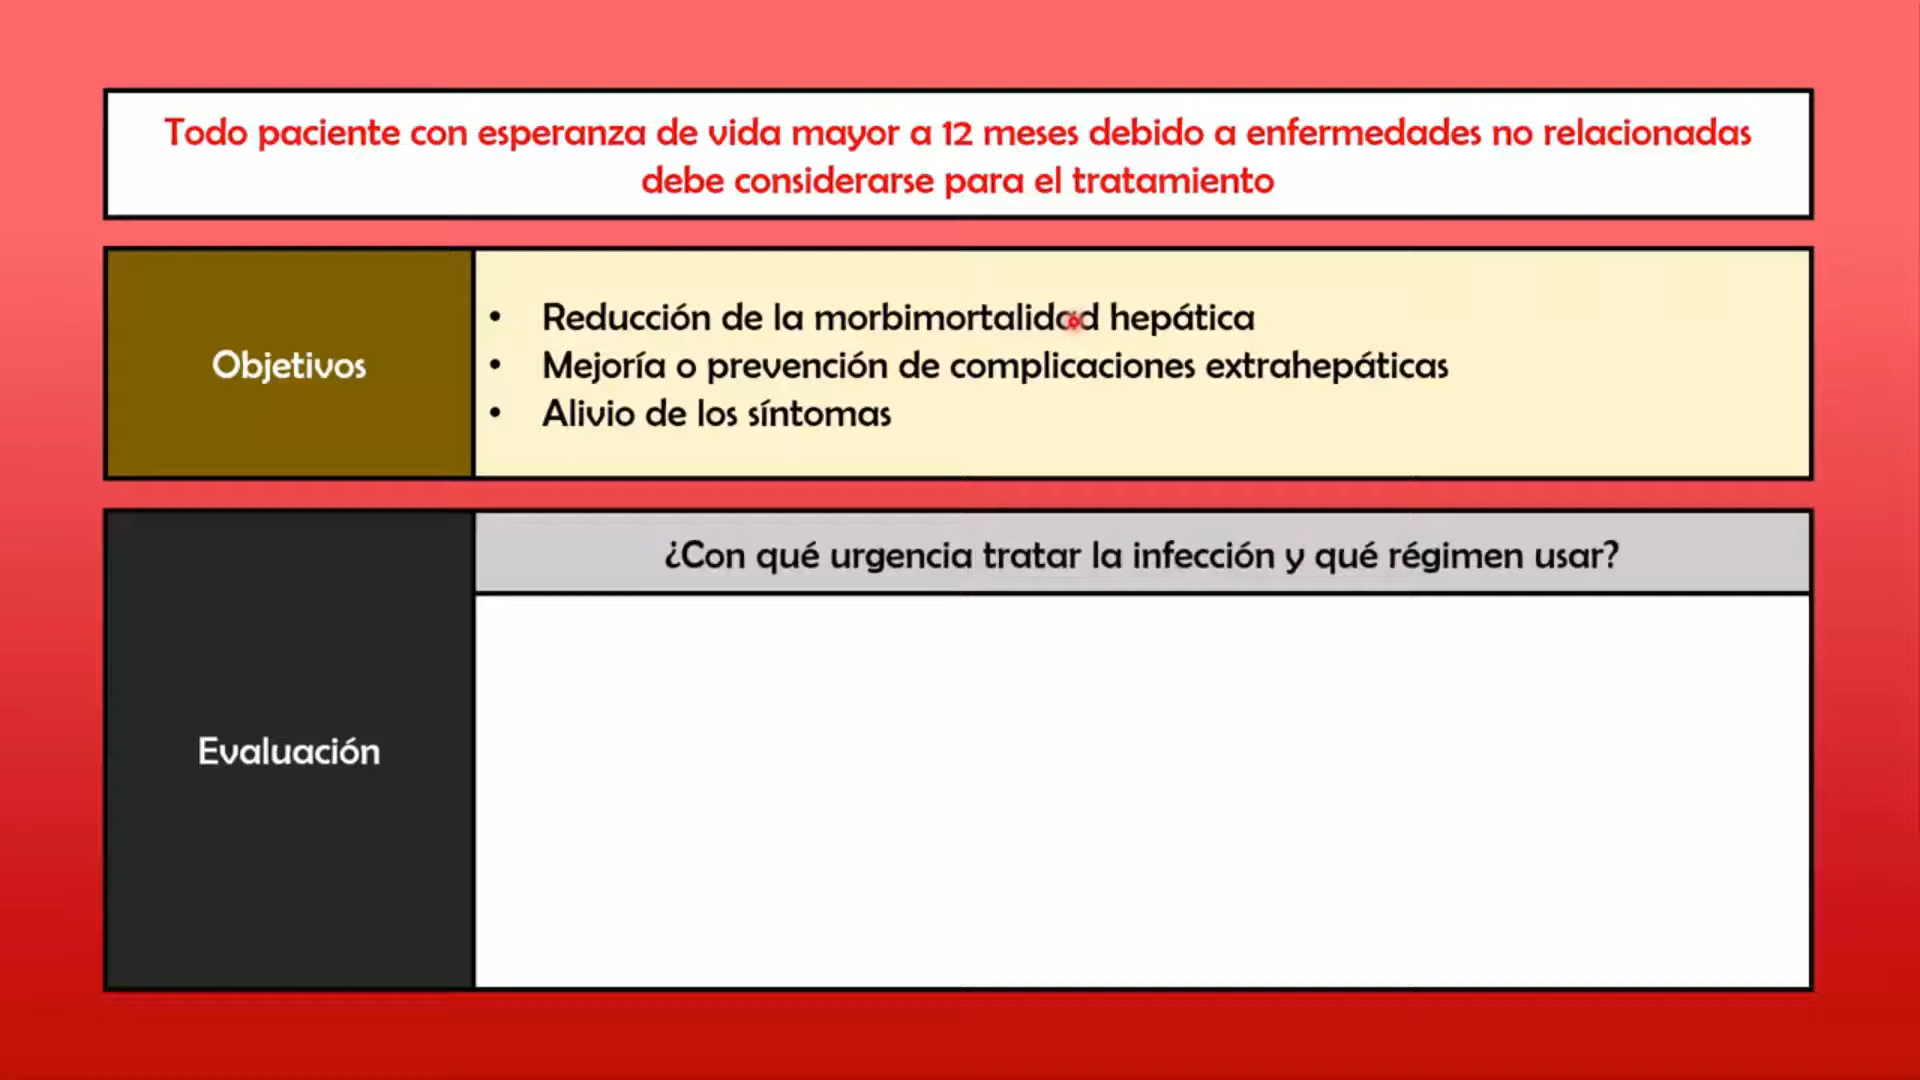 Todo paciente con esperanza de vida mayor a 12 meses debido a enfermedades no relacionadas
debe considerarse para el tratamiento
Objetivos
• Reducción de la morbimortalidad hepática
• Mejoría o prevención de complicaciones extrahepáticas
• Alivio de los síntomas
Evaluación
¿Con qué urgencia tratar la infección y qué régimen usar?